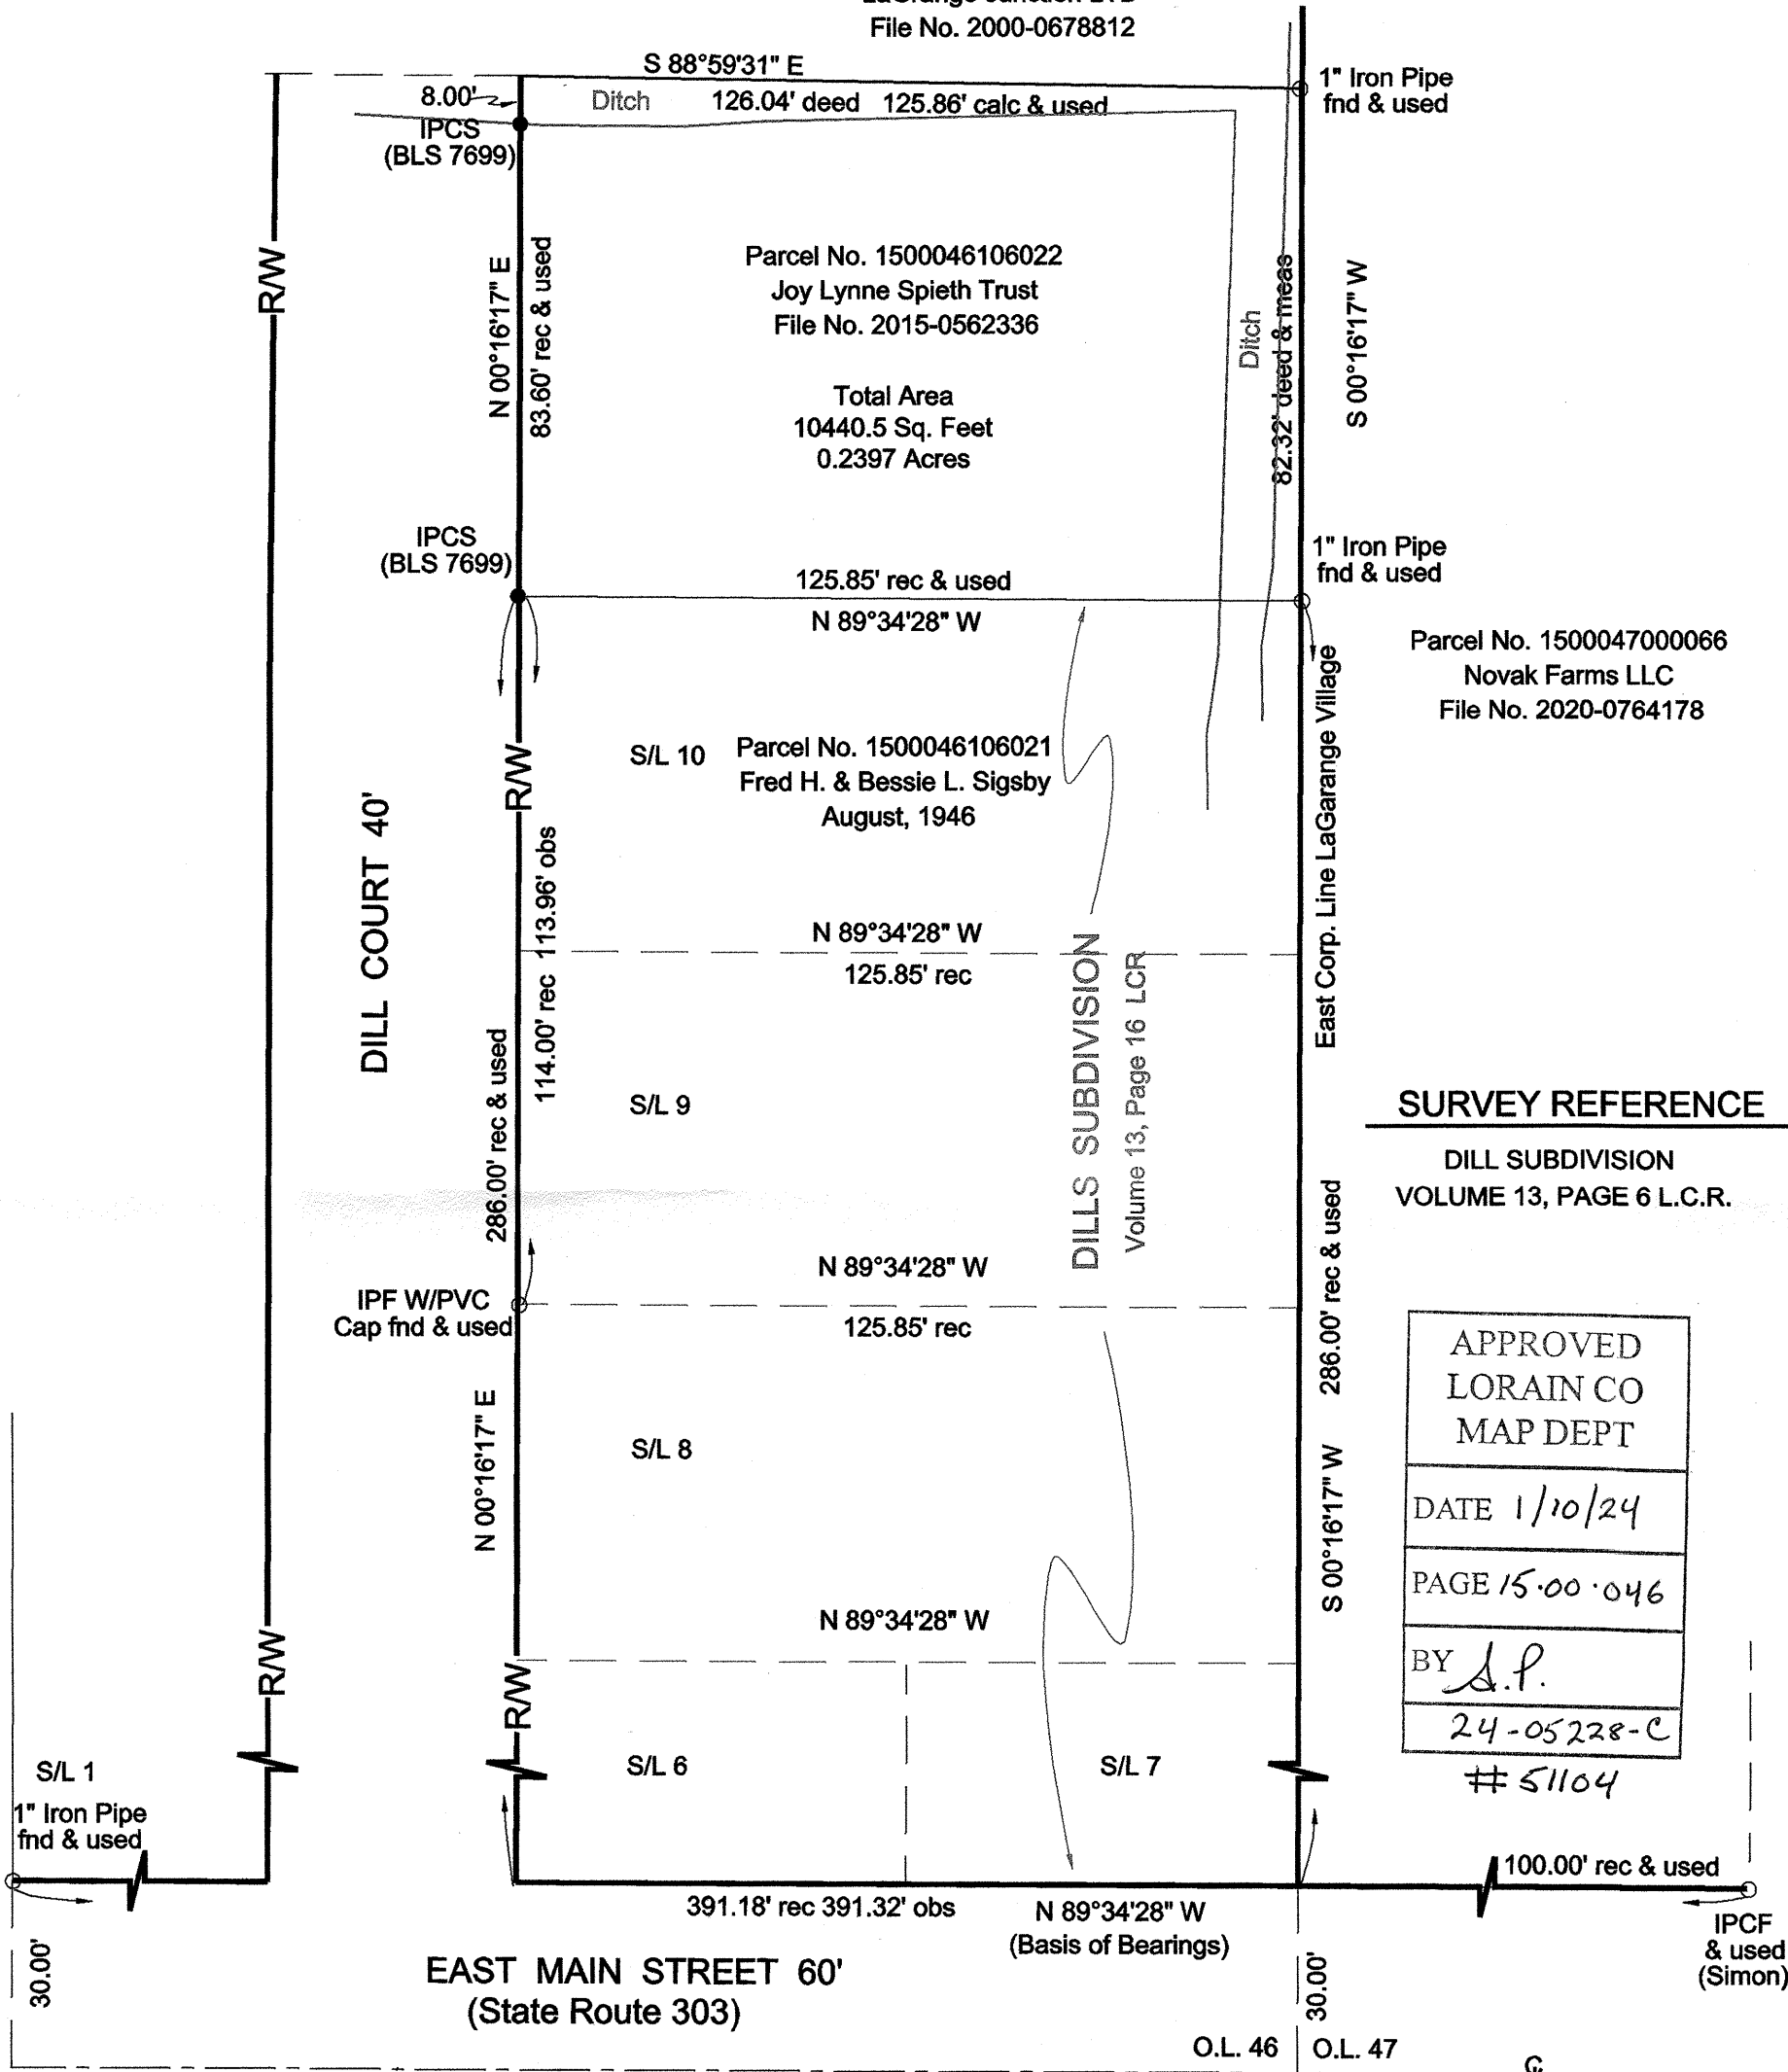 File No. 2000-0678812
S 88°59'31" E
8.00'
Ditch
126.04' deed 125.86' calc & used
1" Iron Pipe
fnd & used
IPCS
(BLS 7699)
R/W
N 00°16'17" E
83.60' rec & used
Parcel No. 1500046106022
Joy Lynne Spieth Trust
File No. 2015-0562336
Total Area
10440.5 Sq. Feet
0.2397 Acres
Ditch
82.32' deed & meas
S 00°16'17" W
IPCS
(BLS 7699)
125.85' rec & used
N 89°34'28" W
1" Iron Pipe
fnd & used
Parcel No. 1500047000066
Novak Farms LLC
File No. 2020-0764178
R/W
S/L 10
Parcel No. 1500046106021
Fred H. & Bessie L. Sigsby
August, 1946
East Corp. Line LaGarange Village
DILL COURT 40'
114.00' rec 113.96' obs
N 89°34'28" W
125.85' rec
286.00' rec & used
S/L 9
DILLS SUBDIVISION
Volume 13, Page 16 LCR
SURVEY REFERENCE
DILL SUBDIVISION
VOLUME 13, PAGE 6 L.C.R.
N 89°34'28" W
125.85' rec
IPF W/PVC
Cap fnd & used
286.00' rec & used
N 00°16'17" E
S/L 8
S 00°16'17" W
APPROVED
LORAIN CO
MAP DEPT
DATE 1/10/24
PAGE 15.00.046
BY A.P.
24-05228-C
#51104
N 89°34'28" W
R/W
R/W
S/L 6
S/L 7
S/L 1
1" Iron Pipe
fnd & used
100.00' rec & used
391.18' rec 391.32' obs
N 89°34'28" W
(Basis of Bearings)
IPCF
& used
(Simon)
30.00'
EAST MAIN STREET 60'
(State Route 303)
30.00'
O.L. 46
O.L. 47